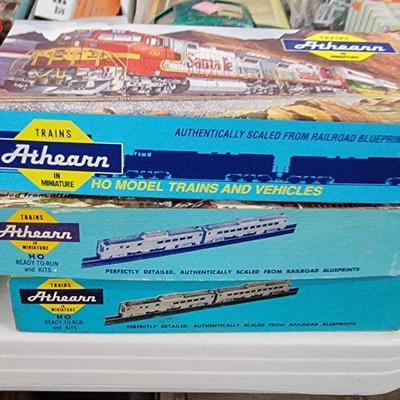 TRAINS
Athearn
IN
MINIATURE
Santa Fe
TRAINS
Athearn
IN
MINIATURE
AUTHENTICALLY SCALED FROM RAILROAD BLUEPRINTS
HO MODEL TRAINS AND VEHICLES
TRAINS
Athearn
IN
MINIATURE
HO
READY-TO-RUN
and KITS
PERFECTLY DETAILED, AUTHENTICALLY SCALED FROM RAILROAD BLUEPRINTS
TRAINS
Athearn
IN
MINIATURE
HO
READY-TO-RUN
and KITS
PERFECTLY DETAILED, AUTHENTICALLY SCALED FROM RAILROAD BLUEPRINTS